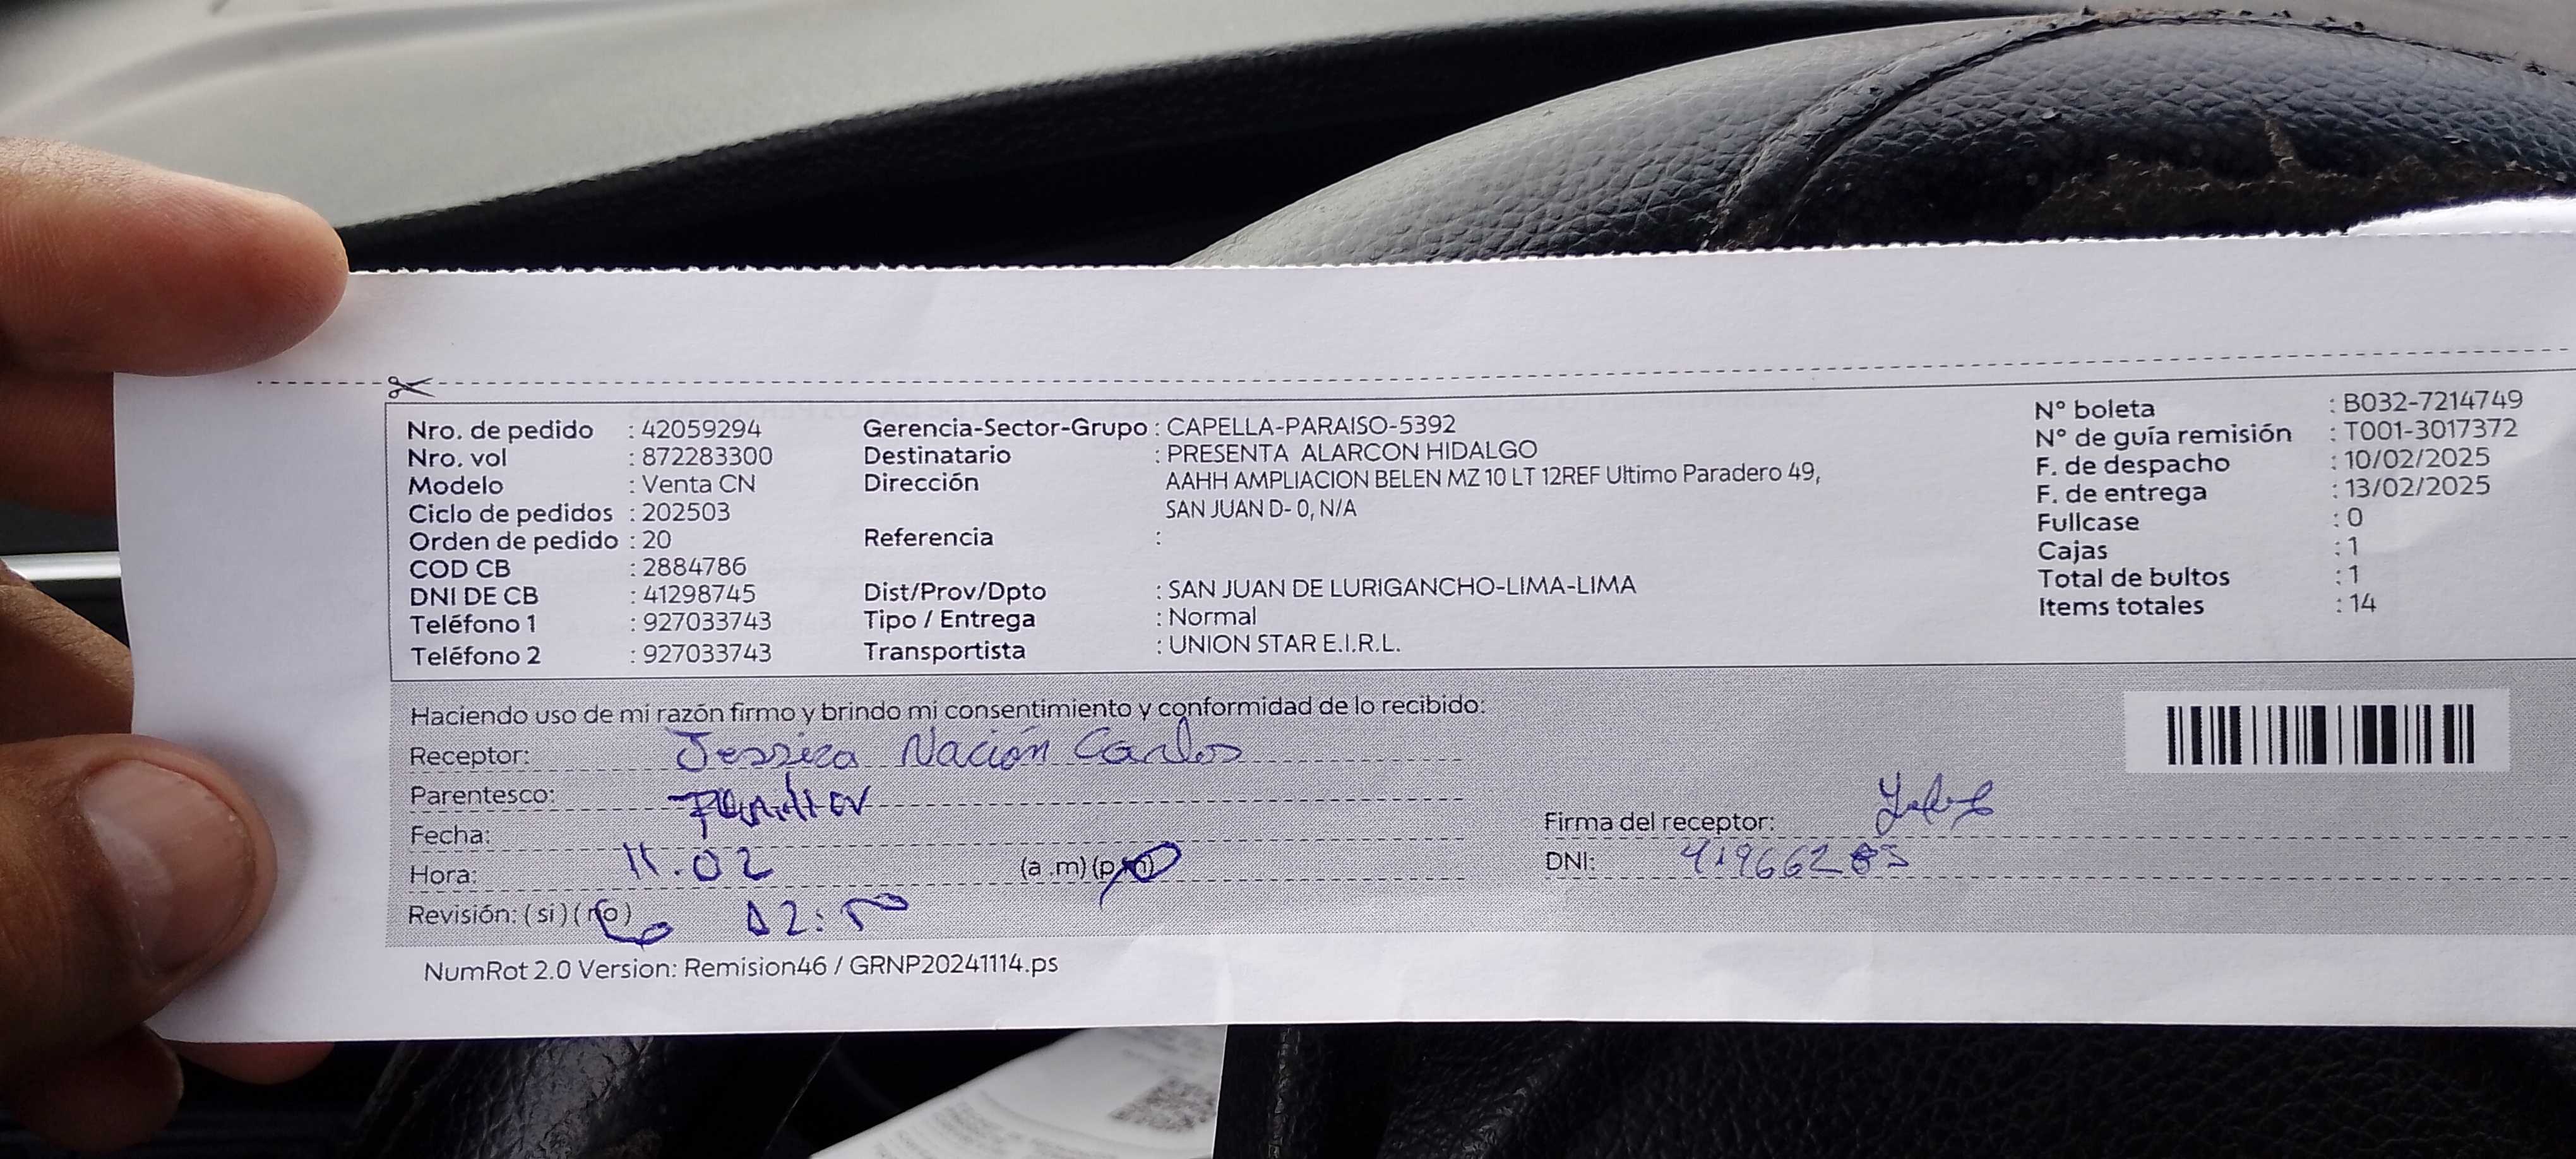 Nro. de pedido : 42059294
Nro. vol : 872283300
Modelo : Venta CN
Ciclo de pedidos : 202503
Orden de pedido : 20
COD CB : 2884786
DNI DE CB : 41298745
Teléfono 1 : 927033743
Teléfono 2 : 927033743
Gerencia-Sector-Grupo : CAPELLA-PARAISO-5392
Destinatario : PRESENTA ALARCON HIDALGO
Dirección : AAHH AMPLIACION BELEN MZ 10 LT 12REF Ultimo Paradero 49,
SAN JUAN D- 0, N/A
Referencia :
Dist/Prov/Dpto : SAN JUAN DE LURIGANCHO-LIMA-LIMA
Tipo / Entrega : Normal
Transportista : UNION STAR E.I.R.L.
N° boleta : B032-7214749
N° de guía remisión : T001-3017372
F. de despacho : 10/02/2025
F. de entrega : 13/02/2025
Fullcase : 0
Cajas : 1
Total de bultos : 1
Items totales : 14
Haciendo uso de mi razón firmo y brindo mi consentimiento y conformidad de lo recibido:
Receptor: Jessica Nación Carlos
Parentesco:
Fecha:
Hora: 11.02 (a .m) (p.m)
Revisión: (si) (no)
Firma del receptor:
DNI:
NumRot 2.0 Version: Remision46 / GRNP20241114.ps